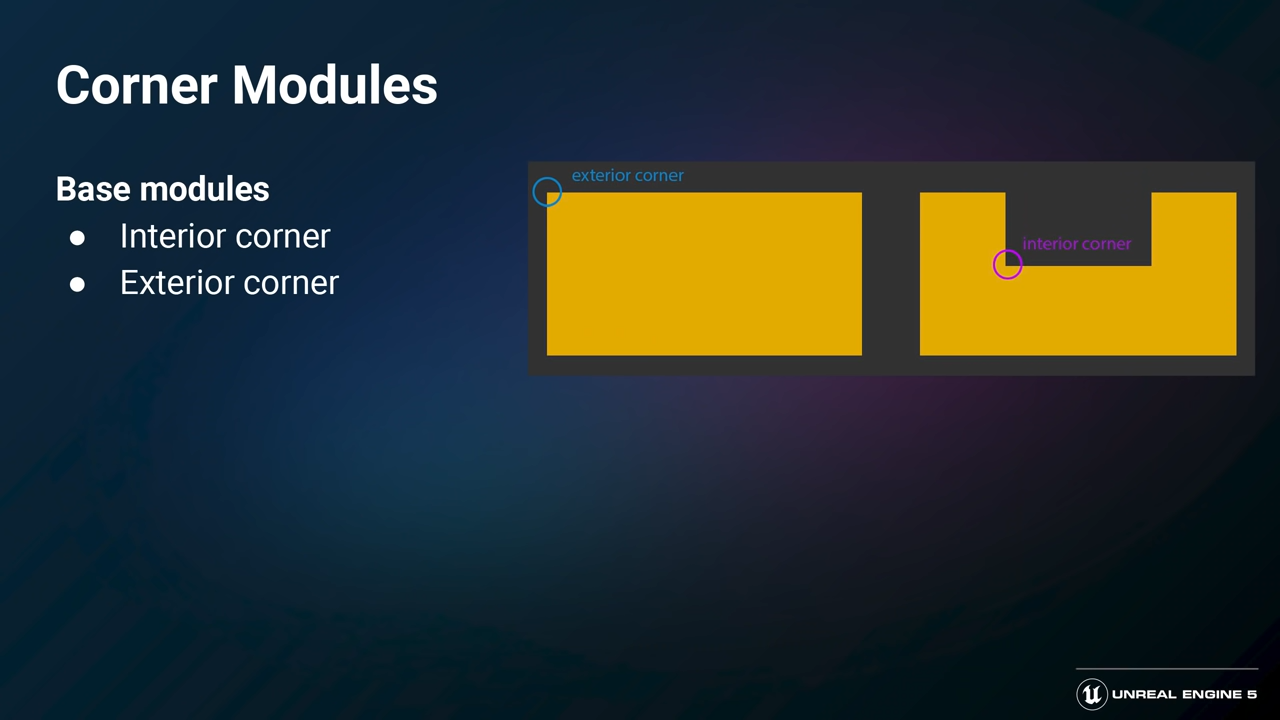 Corner Modules
Base modules
● Interior corner
● Exterior corner
exterior corner
interior corner
UNREAL ENGINE 5